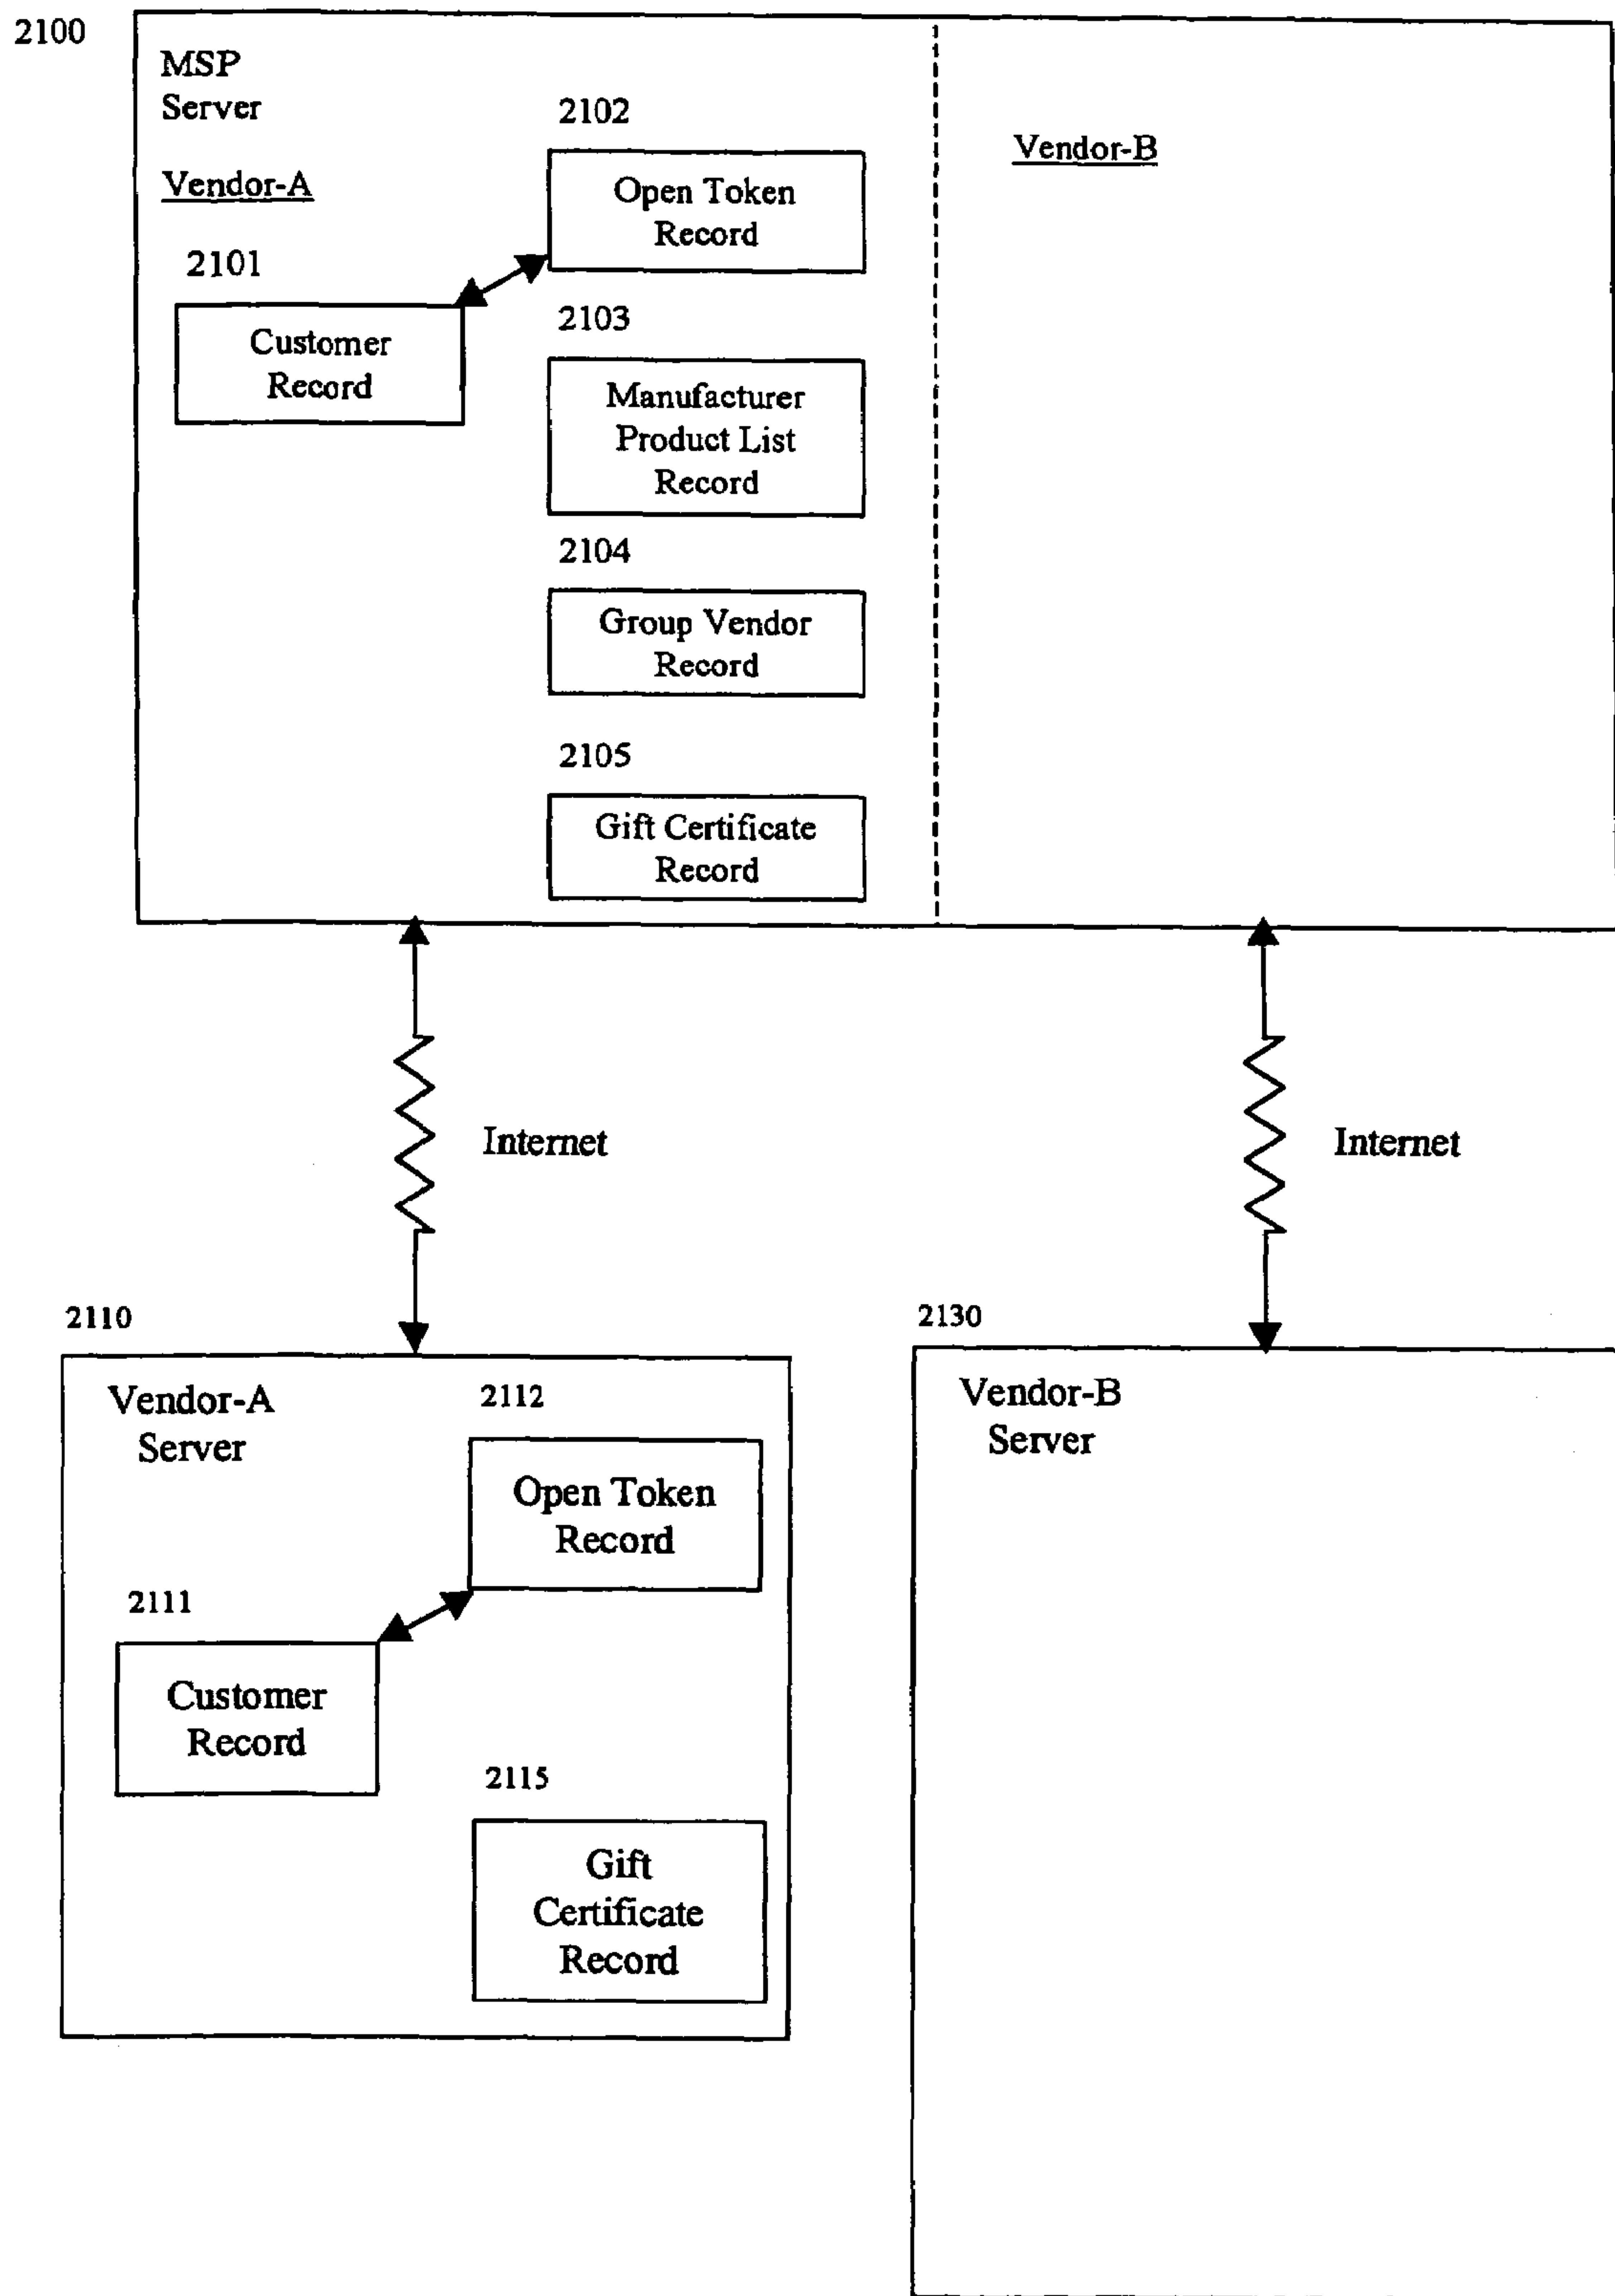 2100
MSP
Server
Vendor-A
2102
Open Token
Record
2101
Customer
Record
2103
Manufacturer
Product List
Record
2104
Group Vendor
Record
2105
Gift Certificate
Record
Vendor-B
Internet
Internet
2110
Vendor-A
Server
2112
Open Token
Record
2111
Customer
Record
2115
Gift
Certificate
Record
2130
Vendor-B
Server